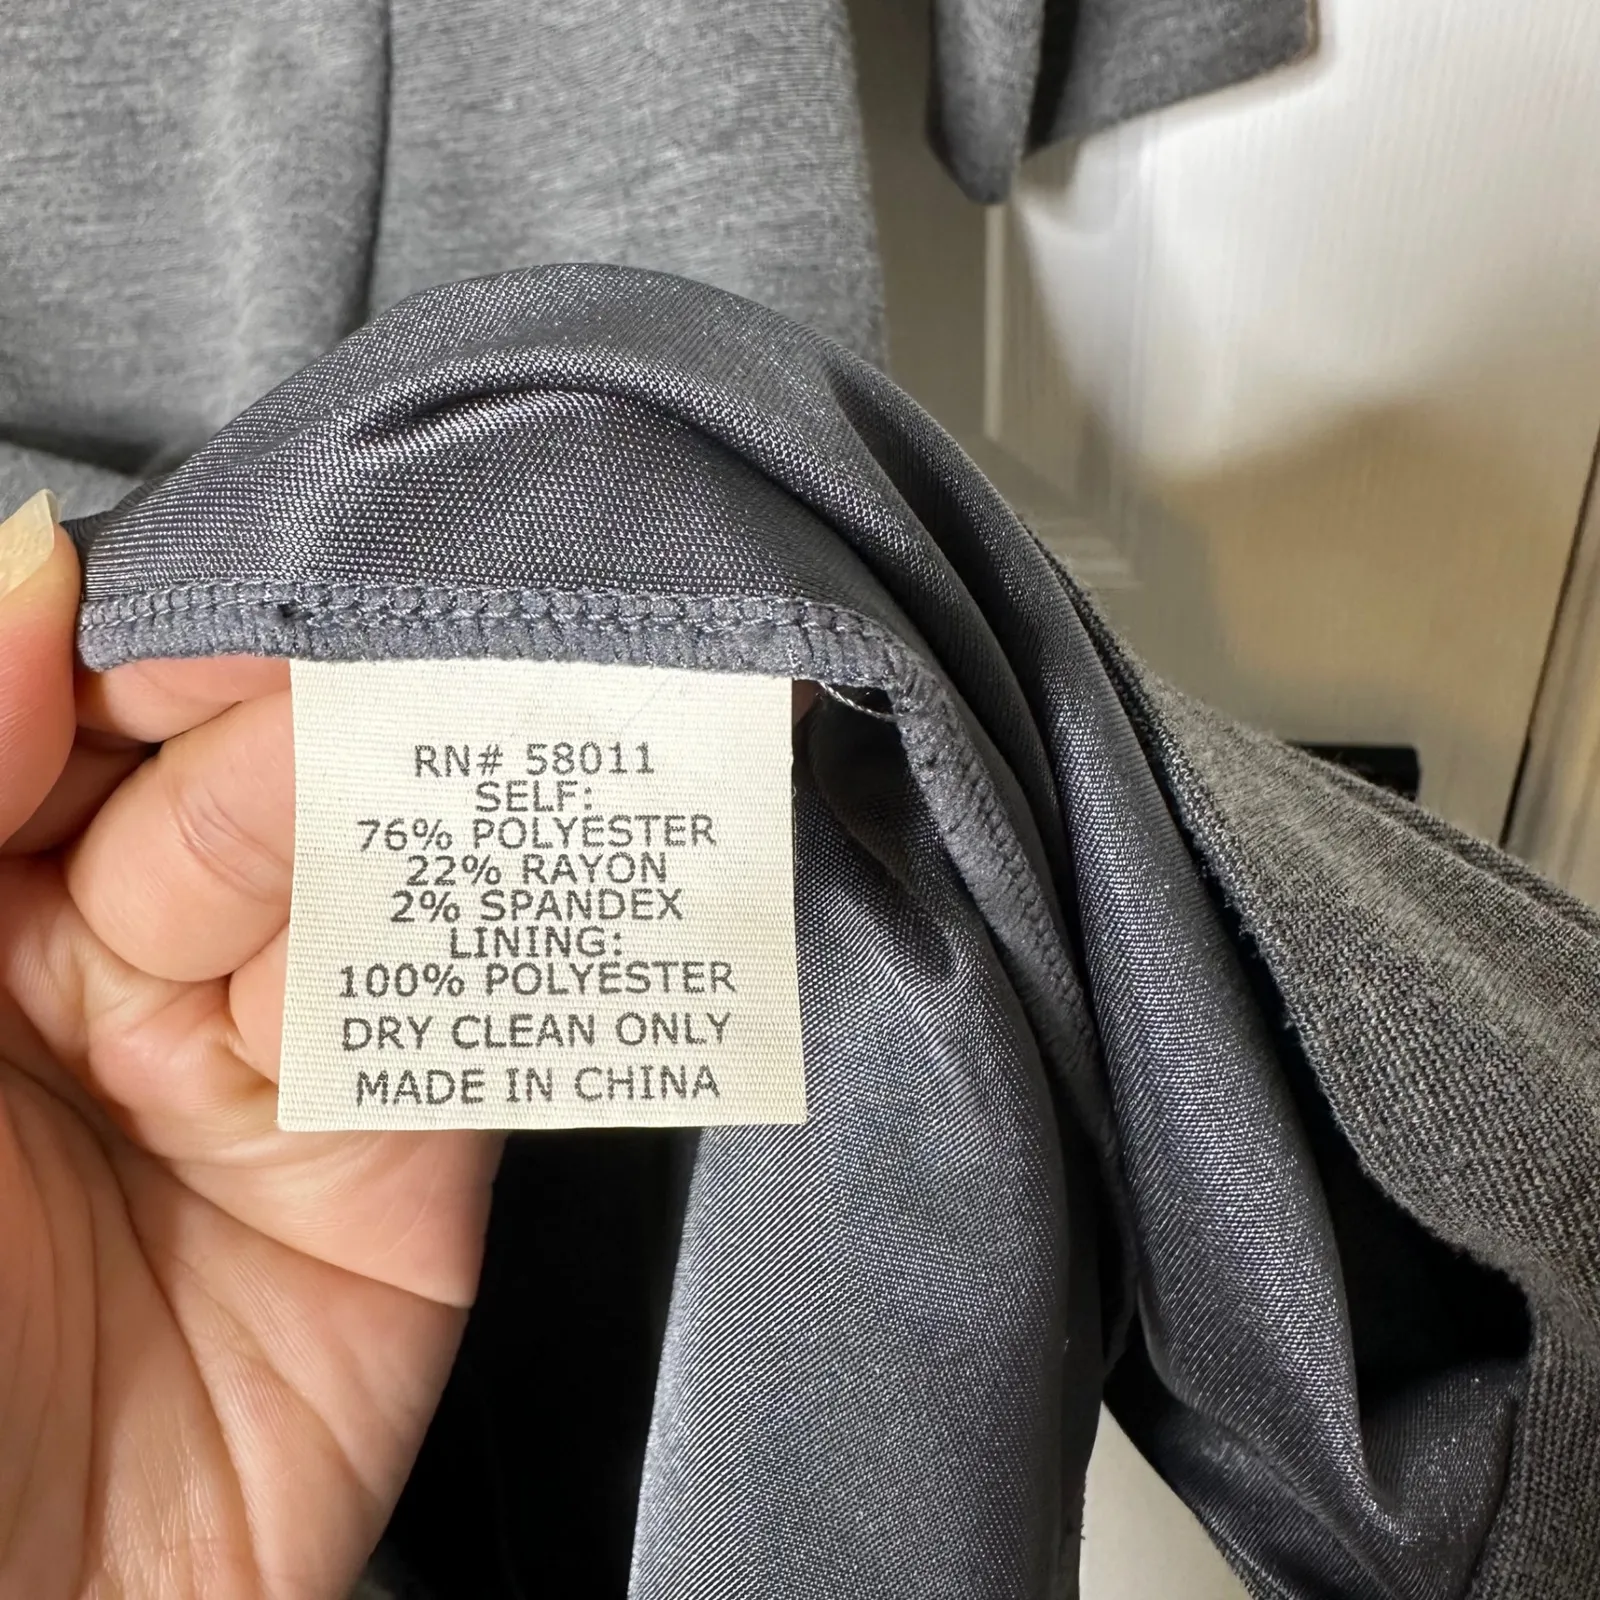 RN# 58011
SELF:
76% POLYESTER
22% RAYON
2% SPANDEX
LINING:
100% POLYESTER
DRY CLEAN ONLY
MADE IN CHINA